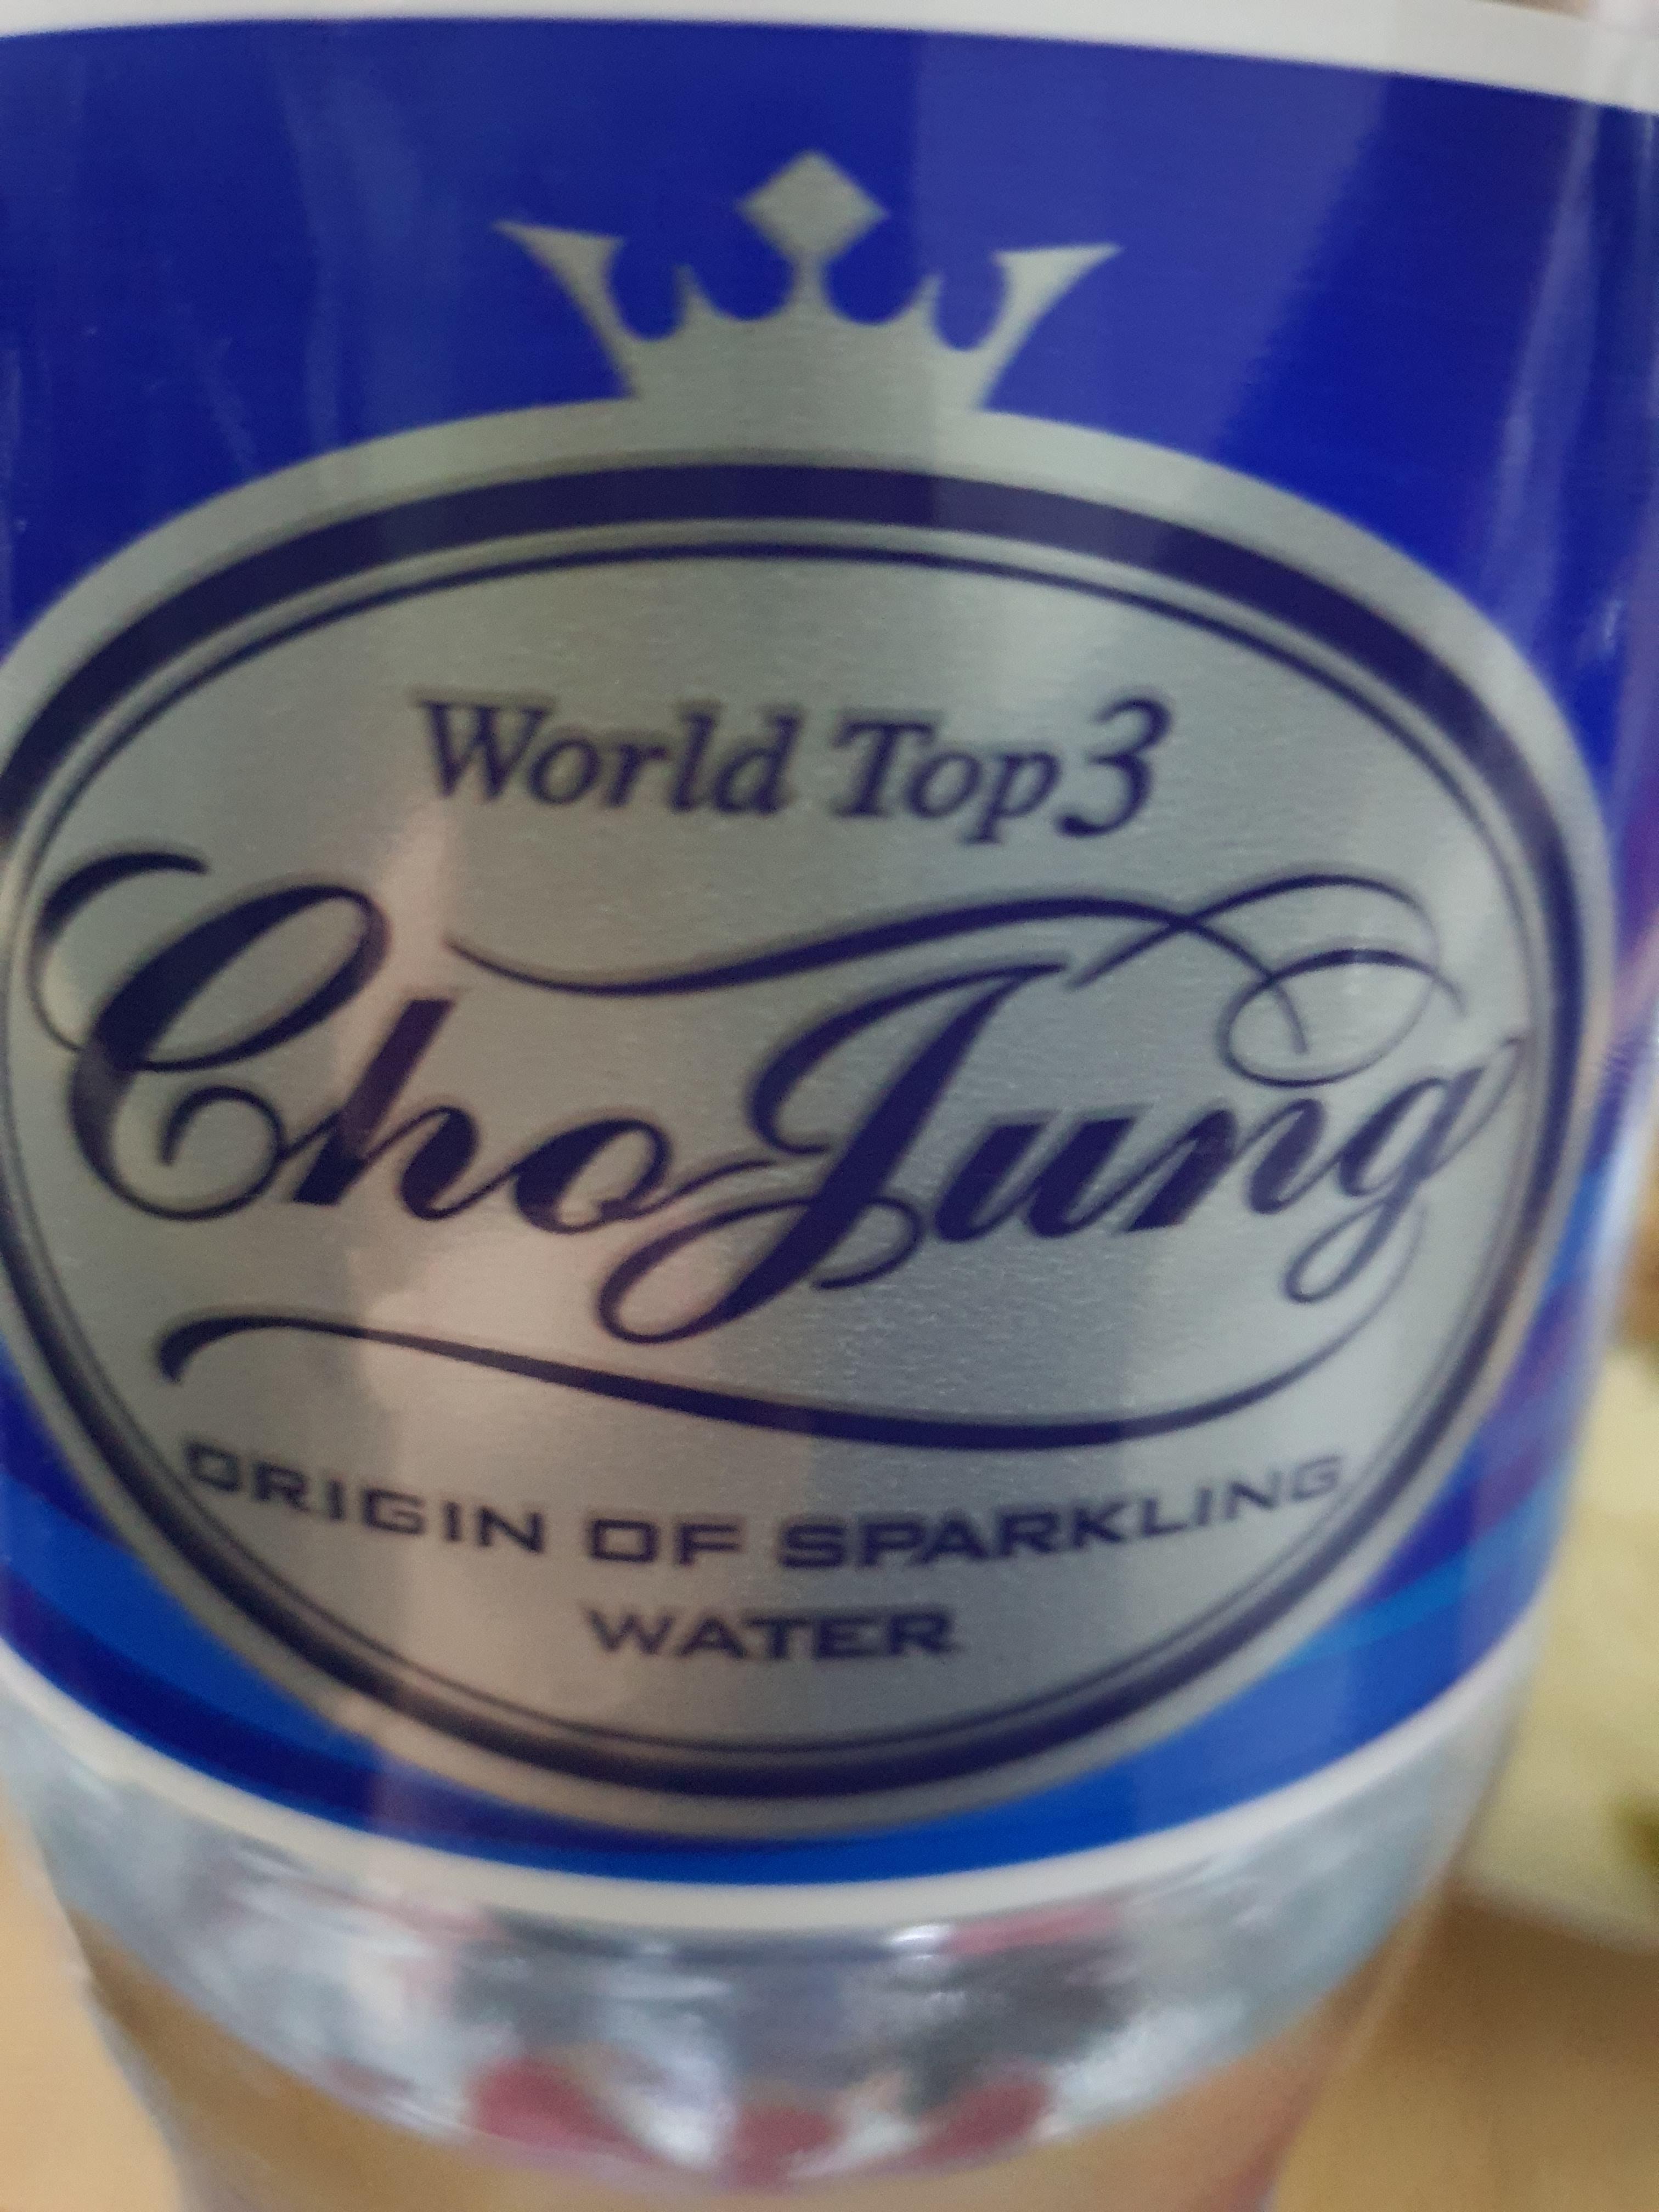 World Top 3
ChoJung
ORIGIN OF SPARKLING
WATER